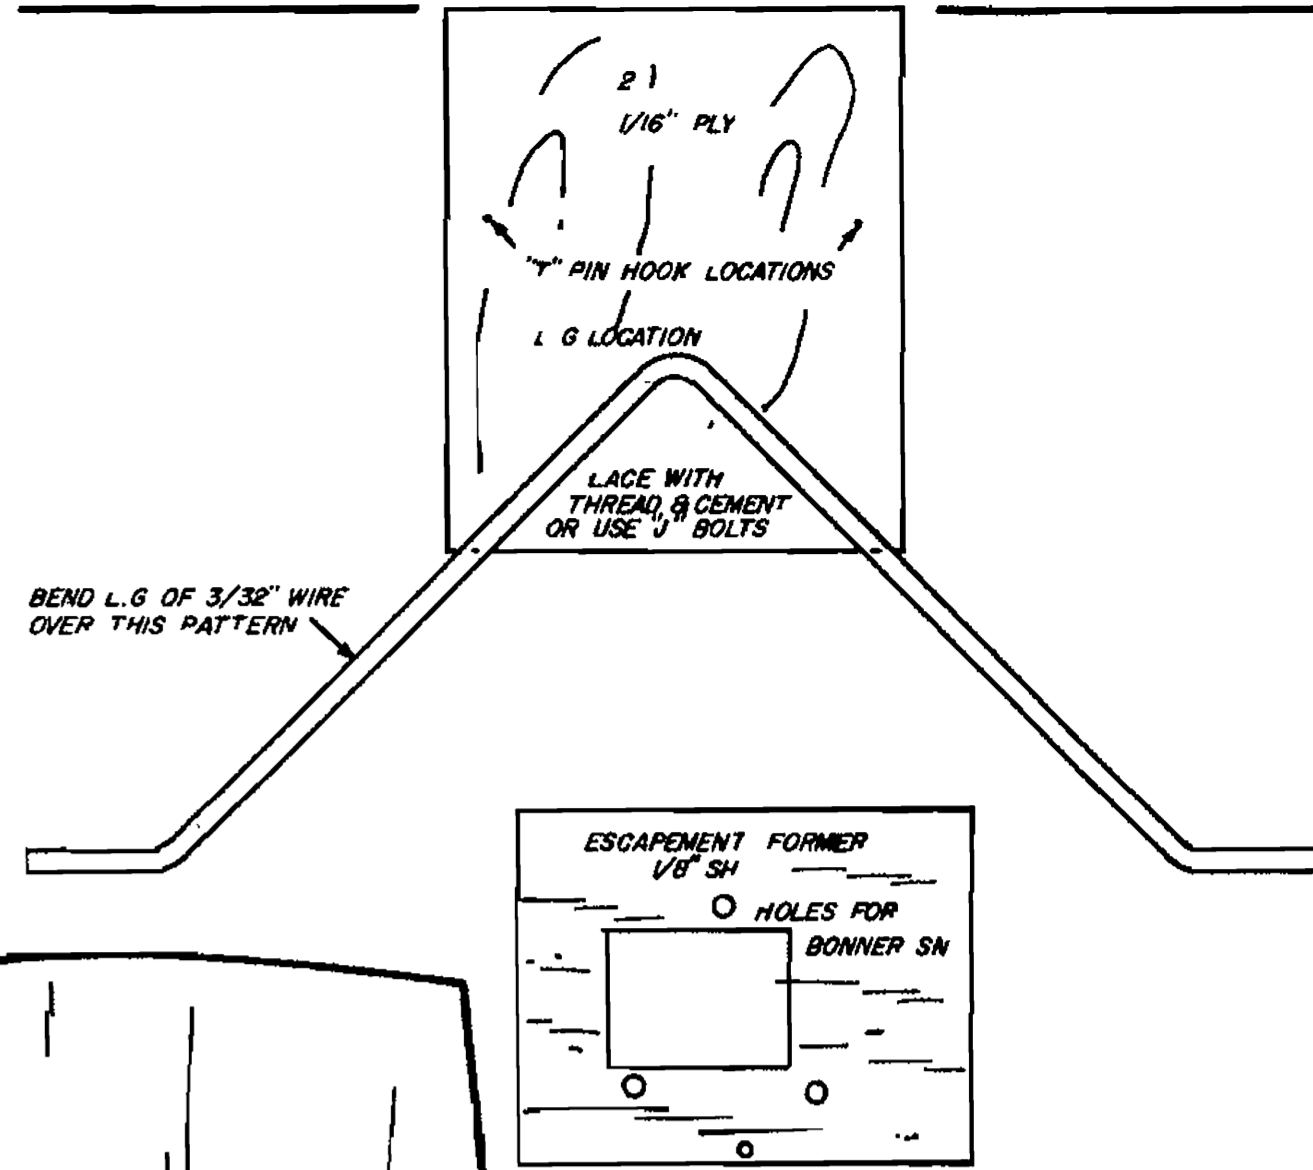 2)
1/16" PLY
"T" PIN HOOK LOCATIONS
L G LOCATION
LACE WITH
THREAD & CEMENT
OR USE "J" BOLTS
BEND L.G OF 3/32" WIRE
OVER THIS PATTERN
ESCAPEMENT FORMER
1/8" SH
HOLES FOR
BONNER SN